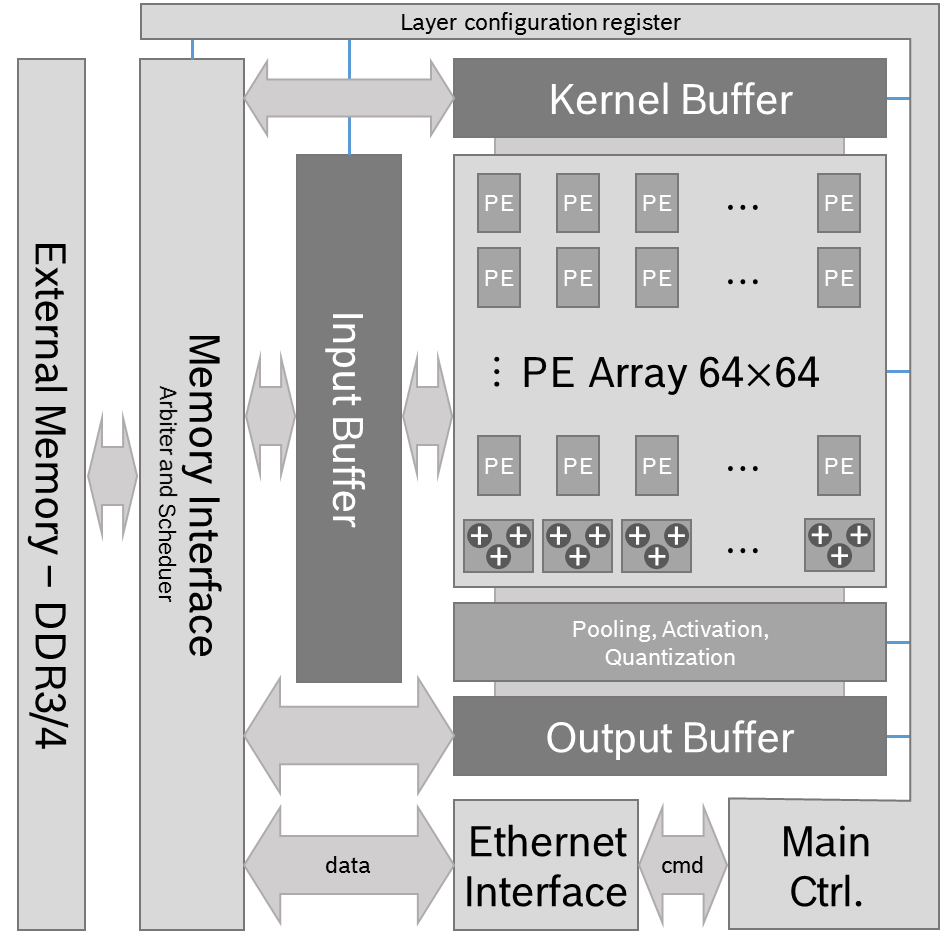 Layer configuration register
External Memory – DDR3/4
Memory Interface
Arbiter and Scheduer
Input Buffer
Kernel Buffer
PE PE PE ... PE
PE PE PE ... PE
⋮ PE Array 64×64
PE PE PE ... PE
+ + + + + + + + ... + +
+ + + ... +
Pooling, Activation,
Quantization
Output Buffer
data
Ethernet
Interface
cmd
Main
Ctrl.